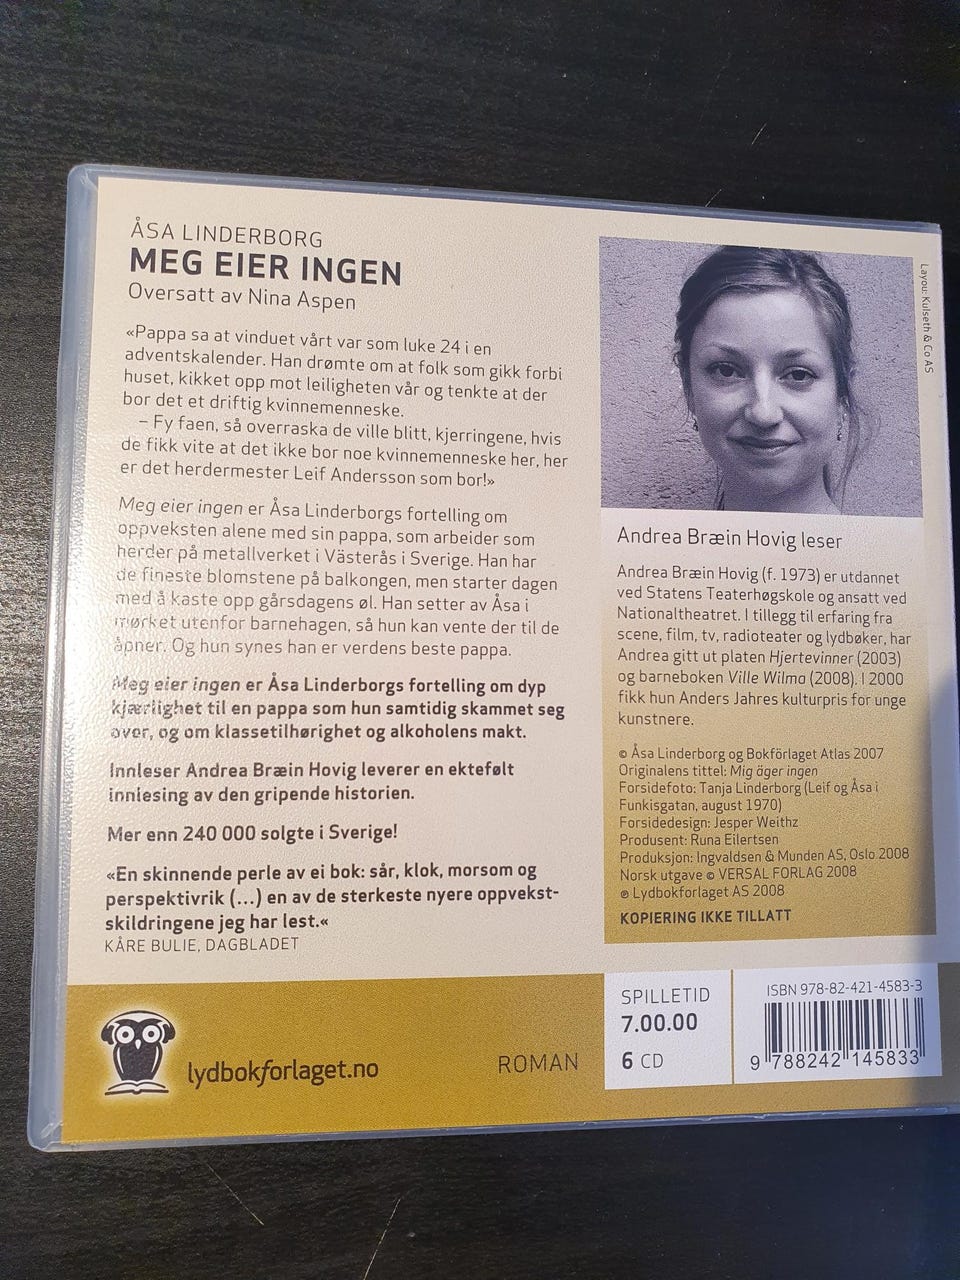 ÅSA LINDERBORG
MEG EIER INGEN
Oversatt av Nina Aspen
«Pappa sa at vinduet vårt var som luke 24 i en
adventskalender. Han drømte om at folk som gikk forbi
huset, kikket opp mot leiligheten vår og tenkte at der
bor det et driftig kvinnemenneske.
– Fy faen, så overraska de ville blitt, kjerringene, hvis
de fikk vite at det ikke bor noe kvinnemenneske her, her
er det herdermester Leif Andersson som bor!»
Meg eier ingen er Åsa Linderborgs fortelling om
oppveksten alene med sin pappa, som arbeider som
herder på metallverket i Västerås i Sverige. Han har
de fineste blomstene på balkongen, men starter dagen
med å kaste opp gårsdagens øl. Han setter av Åsa i
mørket utenfor barnehagen, så hun kan vente der til de
åpner. Og hun synes han er verdens beste pappa.
Meg eier ingen er Åsa Linderborgs fortelling om dyp
kjærlighet til en pappa som hun samtidig skammet seg
over, og om klassetilhørighet og alkoholens makt.
Innleser Andrea Bræin Hovig leverer en ektefølt
innlesing av den gripende historien.
Mer enn 240 000 solgte i Sverige!
«En skinnende perle av ei bok: sår, klok, morsom og
perspektivrik (...) en av de sterkeste nyere oppvekst-
skildringene jeg har lest.«
KÅRE BULIE, DAGBLADET
lydbokforlaget.no
ROMAN
Layou: Kulseth & Co AS
Andrea Bræin Hovig leser
Andrea Bræin Hovig (f. 1973) er utdannet
ved Statens Teaterhøgskole og ansatt ved
Nationaltheatret. I tillegg til erfaring fra
scene, film, tv, radioteater og lydbøker, har
Andrea gitt ut platen Hjertevinner (2003)
og barneboken Ville Wilma (2008). I 2000
fikk hun Anders Jahres kulturpris for unge
kunstnere.
© Åsa Linderborg og Bokförlaget Atlas 2007
Originalens tittel: Mig äger ingen
Forsidefoto: Tanja Linderborg (Leif og Åsa i
Funkisgatan, august 1970)
Forsidedesign: Jesper Weithz
Produsent: Runa Eilertsen
Produksjon: Ingvaldsen & Munden AS, Oslo 2008
Norsk utgave © VERSAL FORLAG 2008
℗ Lydbokforlaget AS 2008
KOPIERING IKKE TILLATT
SPILLETID
7.00.00
6 CD
ISBN 978-82-421-4583-3
9 788242 145833